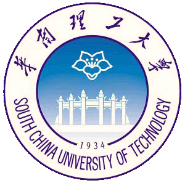 华南理工大学
SOUTH CHINA UNIVERSITY OF TECHNOLOGY
1934